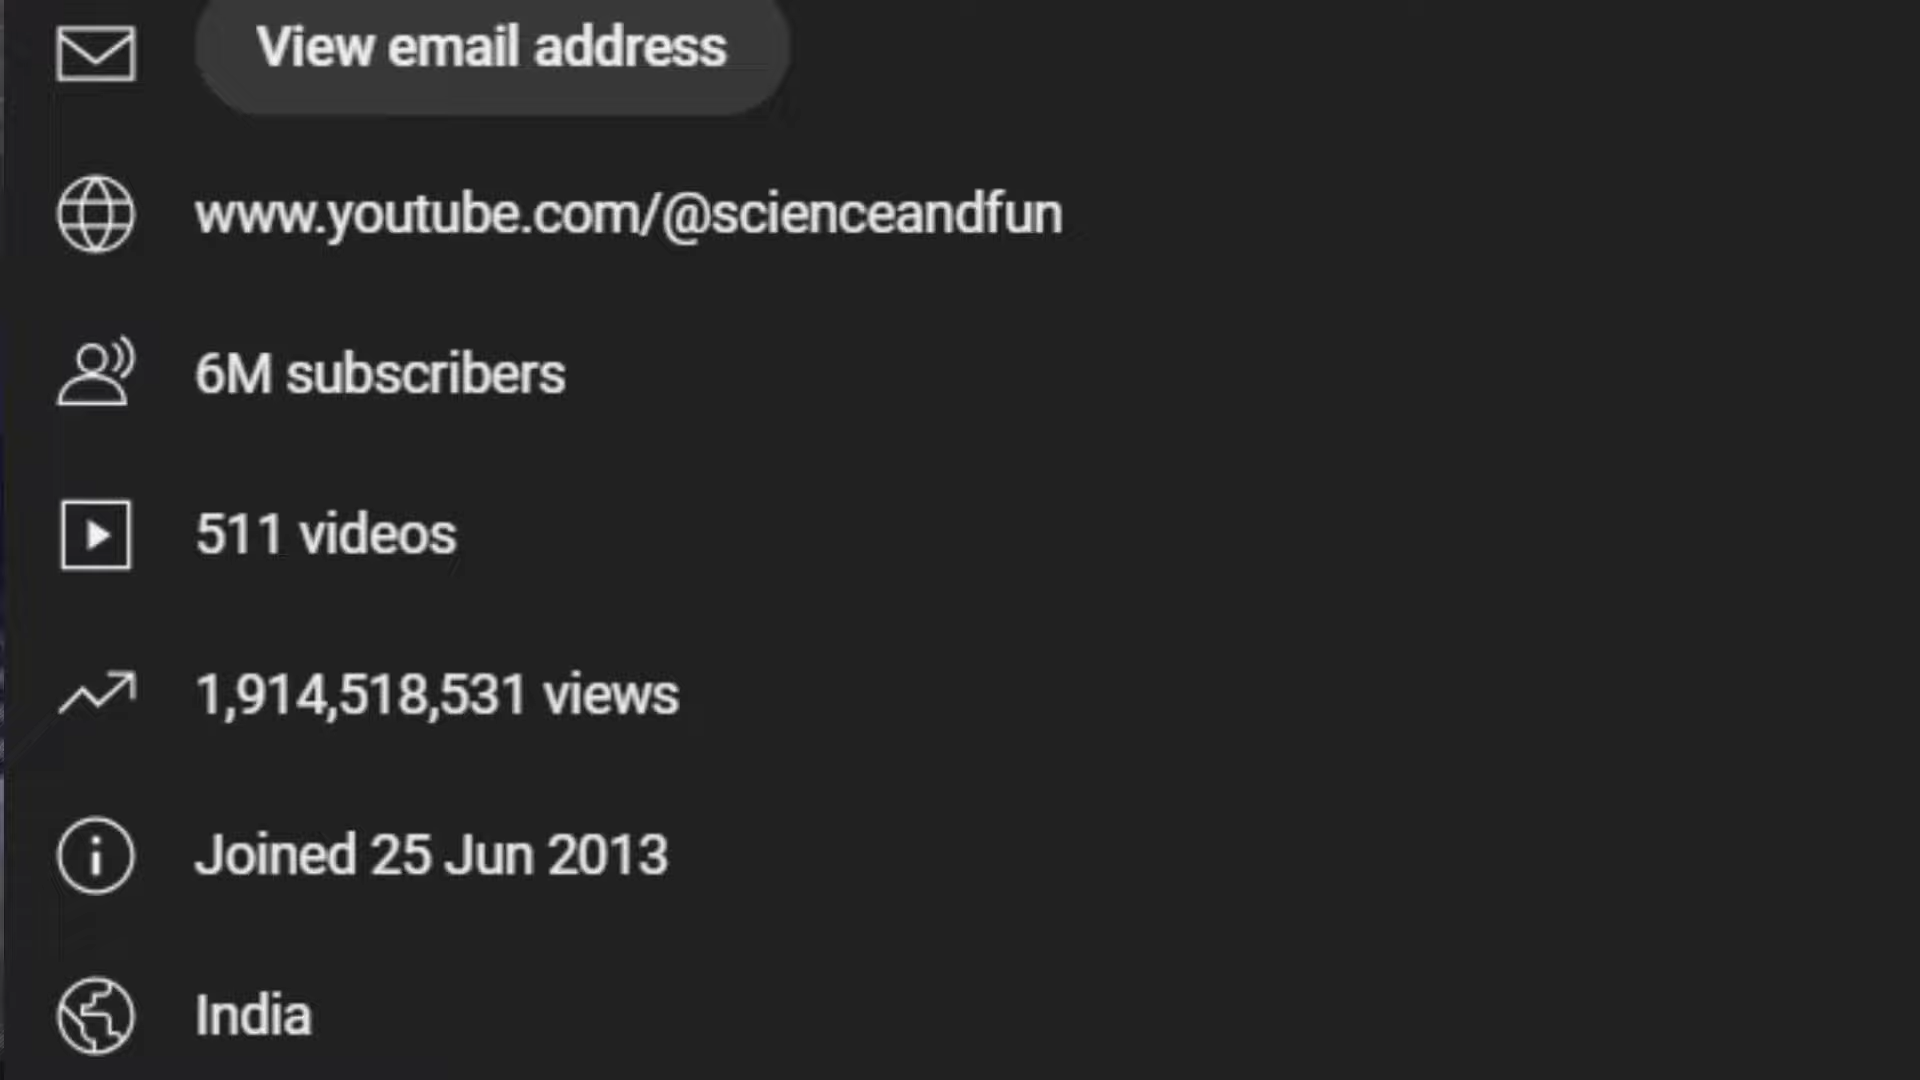 View email address
www.youtube.com/@scienceandfun
6M subscribers
511 videos
1,914,518,531 views
Joined 25 Jun 2013
India